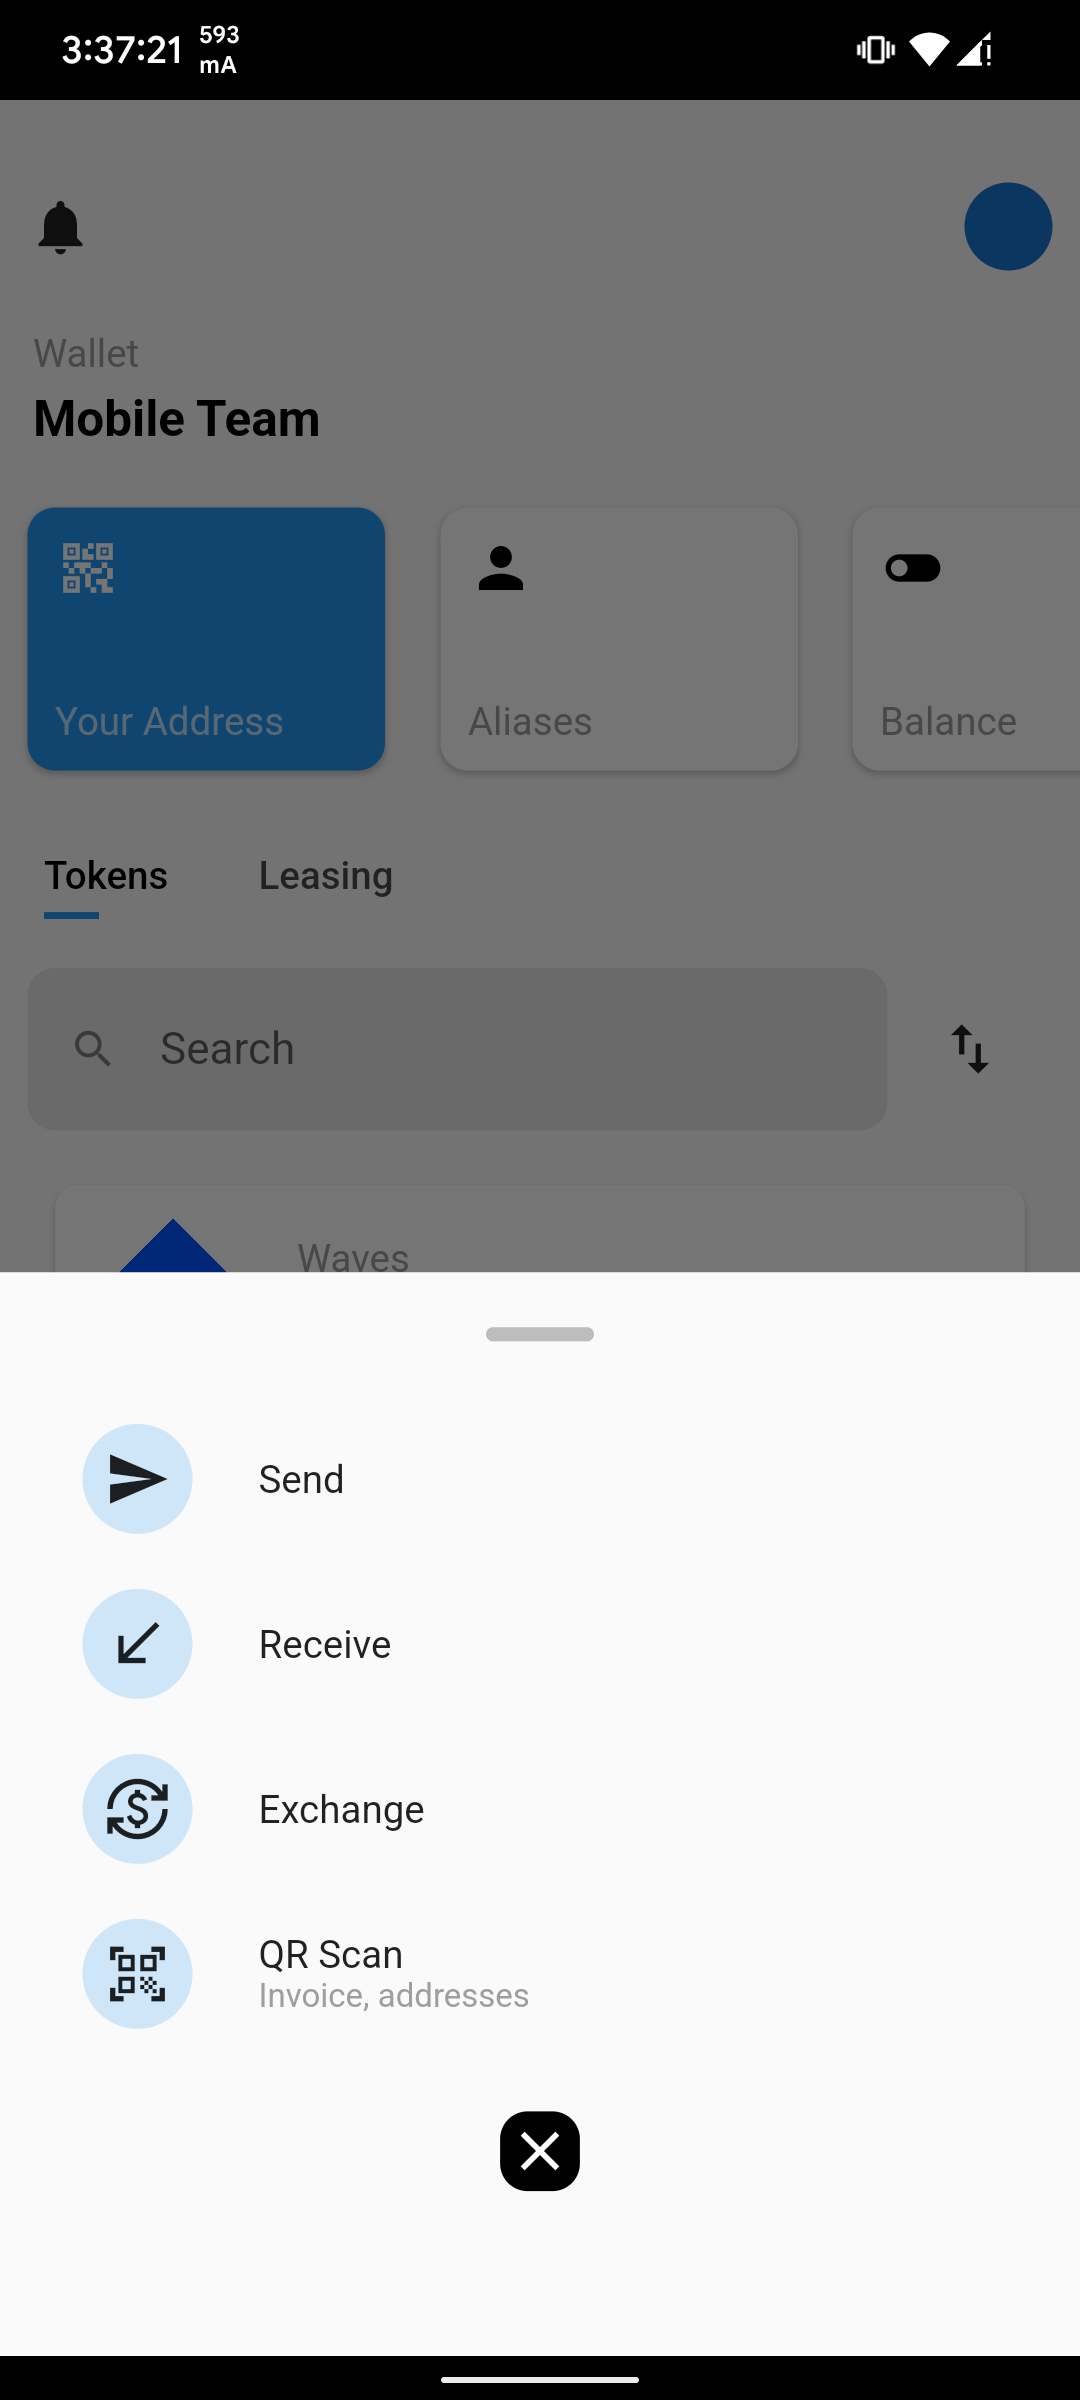 3:37:21
593
mA
Wallet
Mobile Team
Your Address
Aliases
Balance
Tokens
Leasing
Search
Waves
Send
Receive
Exchange
QR Scan
Invoice, addresses